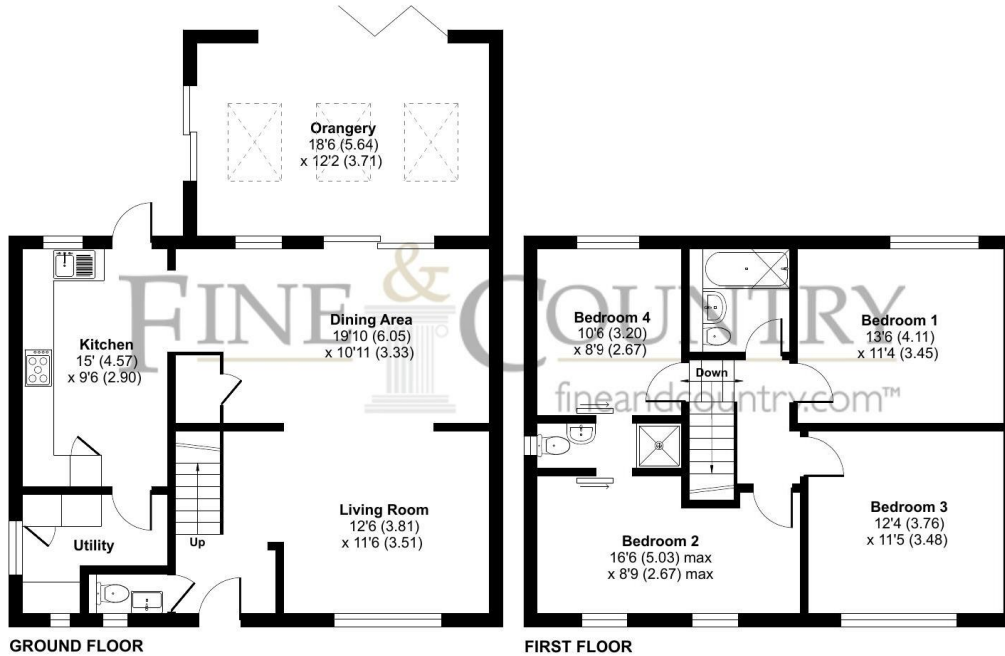 Orangery
18'6 (5.64)
x 12'2 (3.71)
Kitchen
15' (4.57)
x 9'6 (2.90)
Dining Area
19'10 (6.05)
x 10'11 (3.33)
Living Room
12'6 (3.81)
x 11'6 (3.51)
Utility
Up
GROUND FLOOR
Bedroom 4
10'6 (3.20)
x 8'9 (2.67)
Bedroom 1
13'6 (4.11)
x 11'4 (3.45)
Down
Bedroom 2
16'6 (5.03) max
x 8'9 (2.67) max
Bedroom 3
12'4 (3.76)
x 11'5 (3.48)
FIRST FLOOR
FINE & COUNTRY
fineandcountry.com™